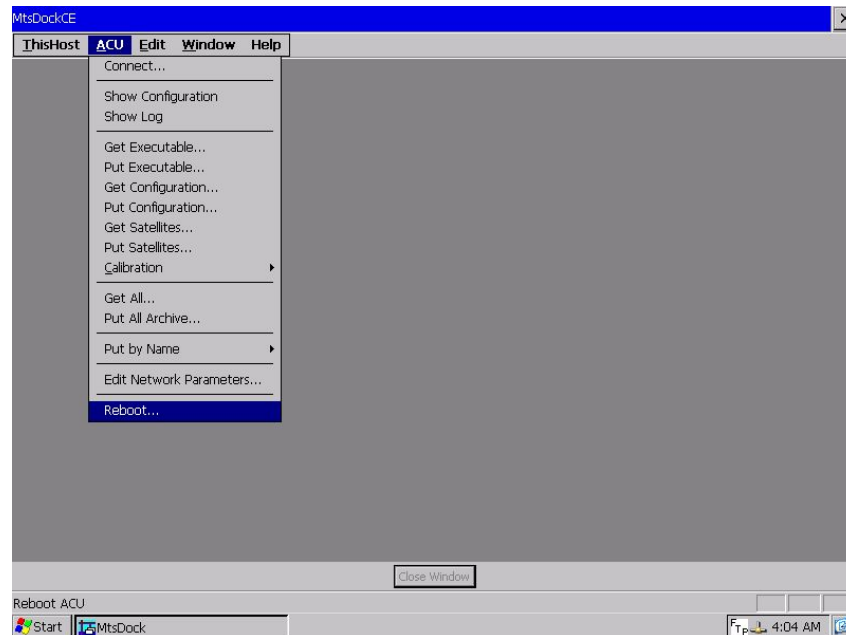 MtsDockCE
ThisHost ACU Edit Window Help
Connect...
Show Configuration
Show Log
Get Executable...
Put Executable...
Get Configuration...
Put Configuration...
Get Satellites...
Put Satellites...
Calibration
Get All...
Put All Archive...
Put by Name
Edit Network Parameters...
Reboot...
Close Window
Reboot ACU
Start MtsDock FTP 4:04 AM